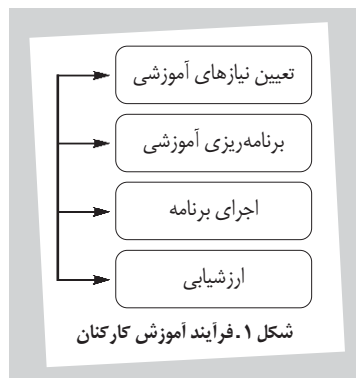 تعیین نیازهای آموزشی
برنامه‌ریزی آموزشی
اجرای برنامه
ارزشیابی
شکل ۱. فرآیند آموزش کارکنان